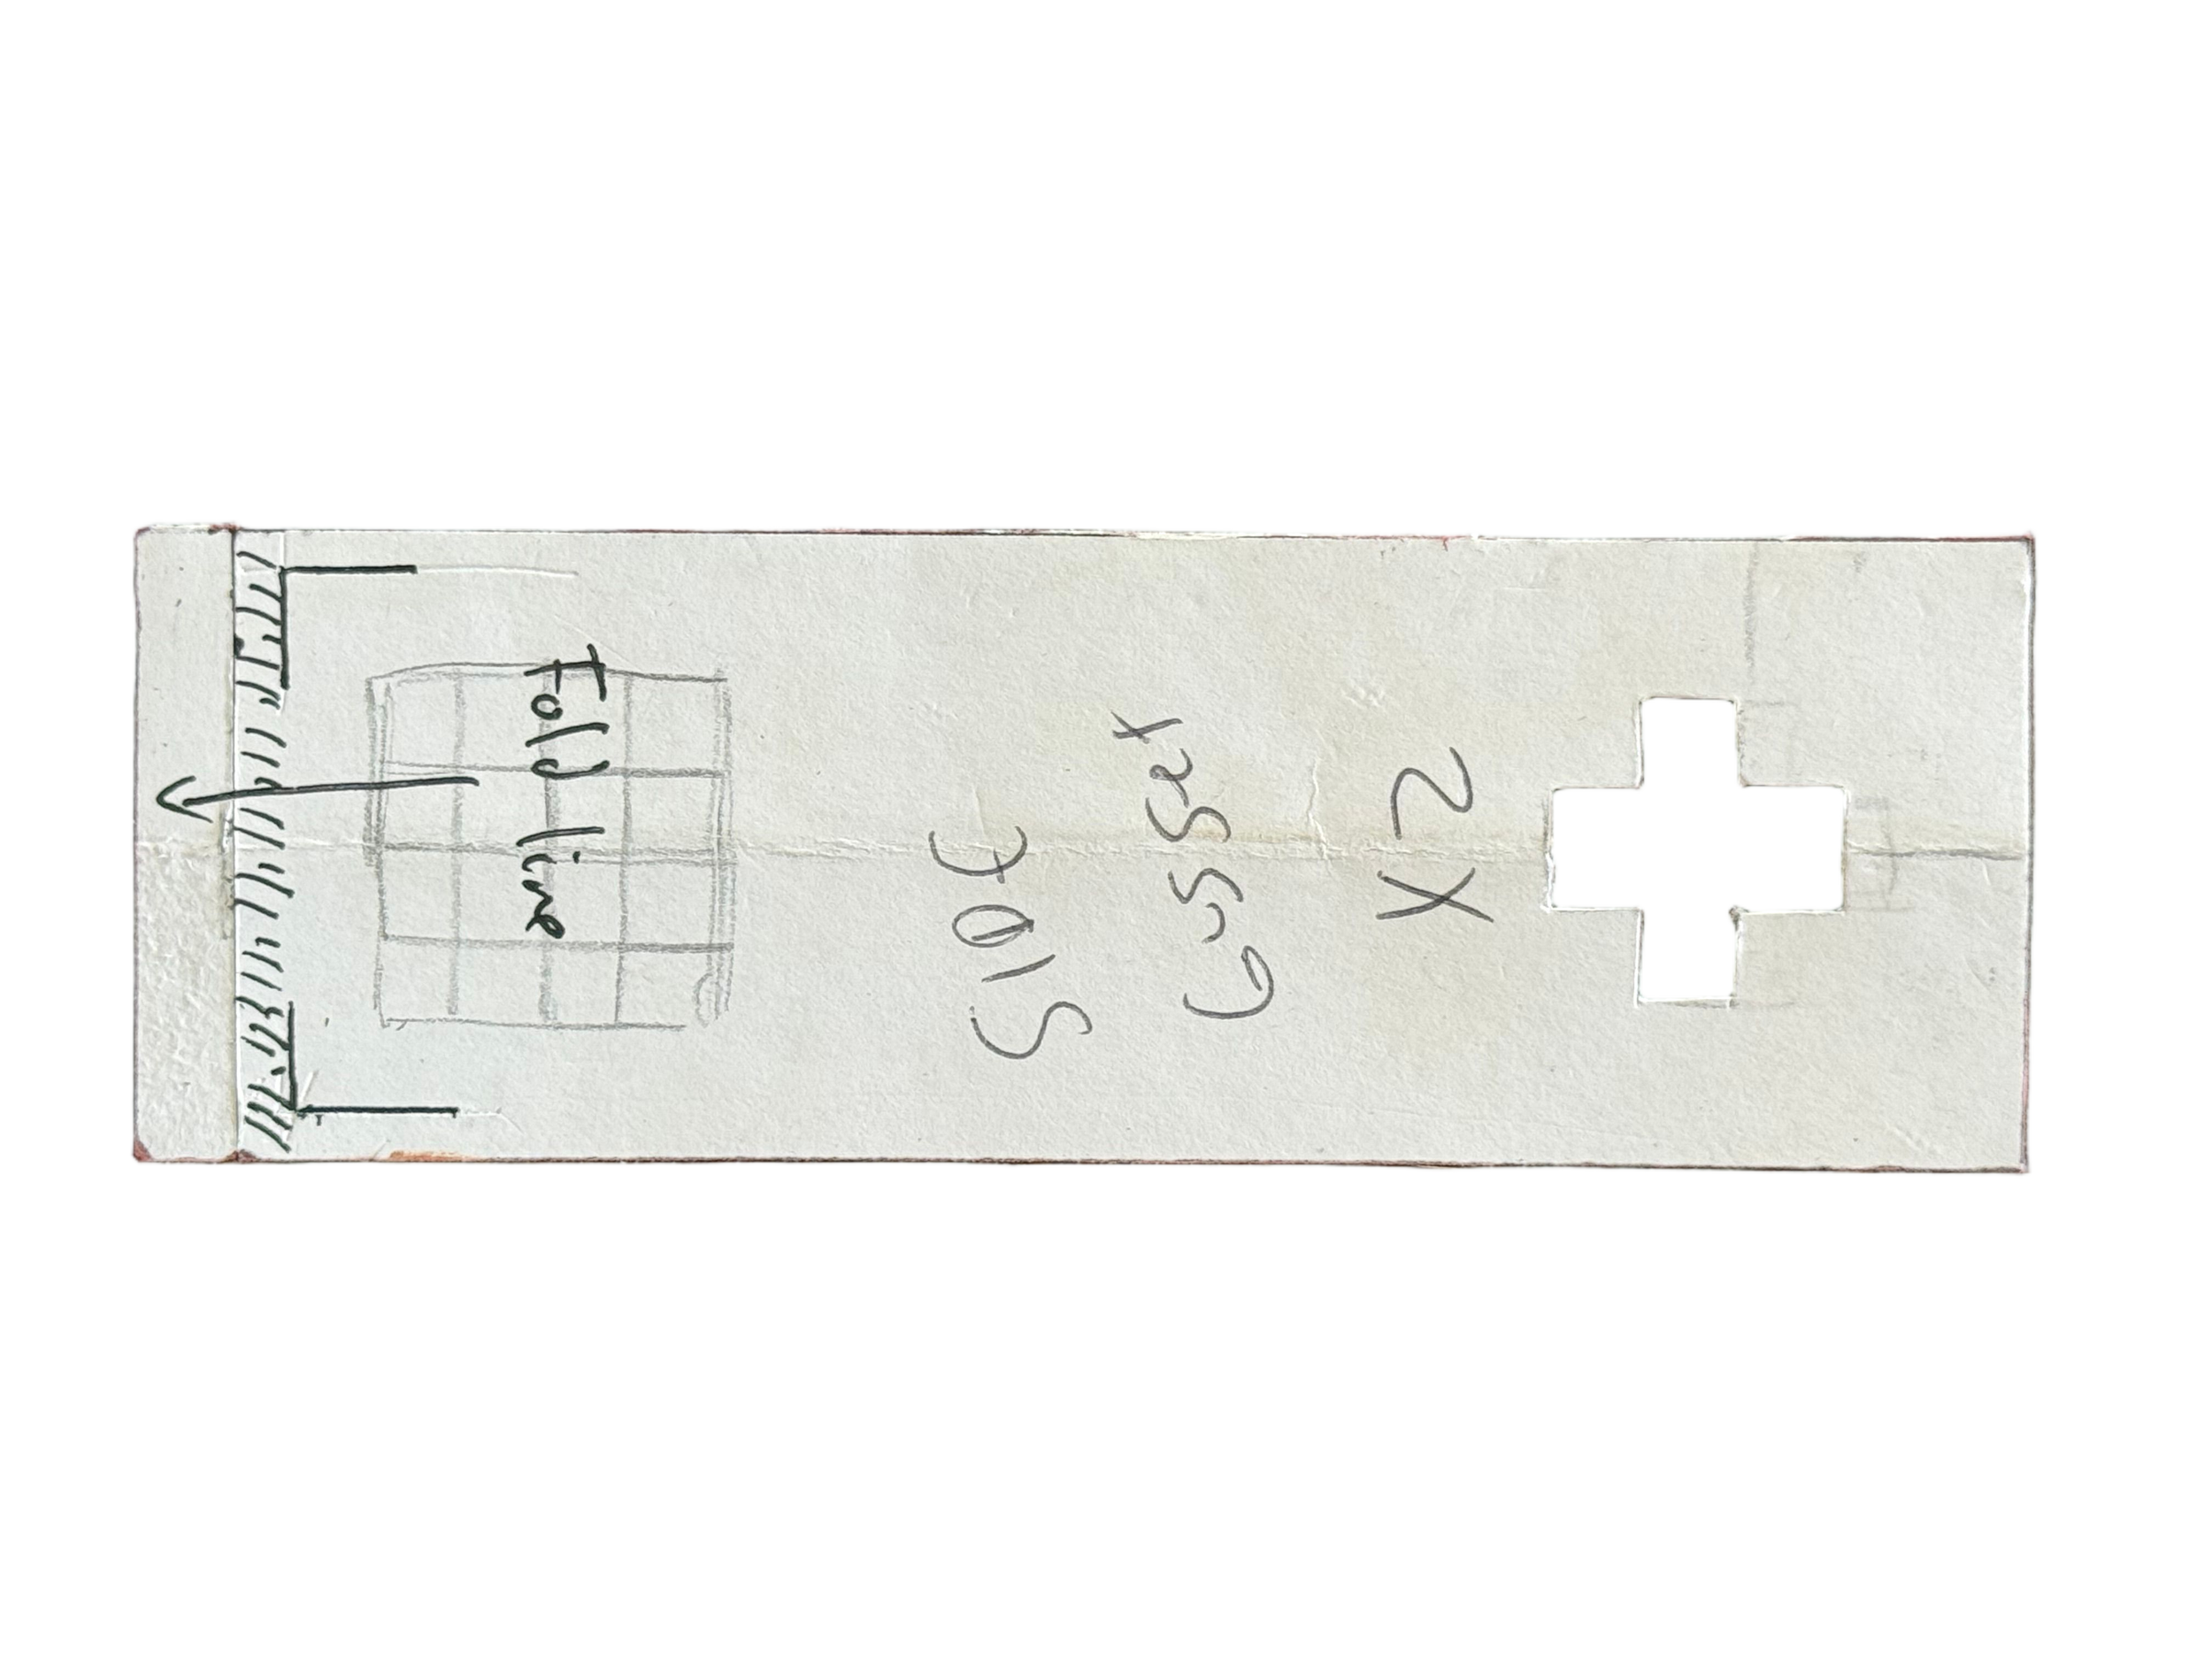 Fold line
SIDE
Gusset
X2